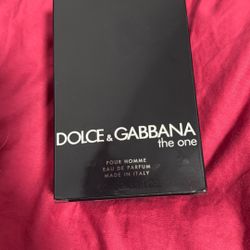 DOLCE & GABBANA
the one
POUR HOMME
EAU DE PARFUM
MADE IN ITALY